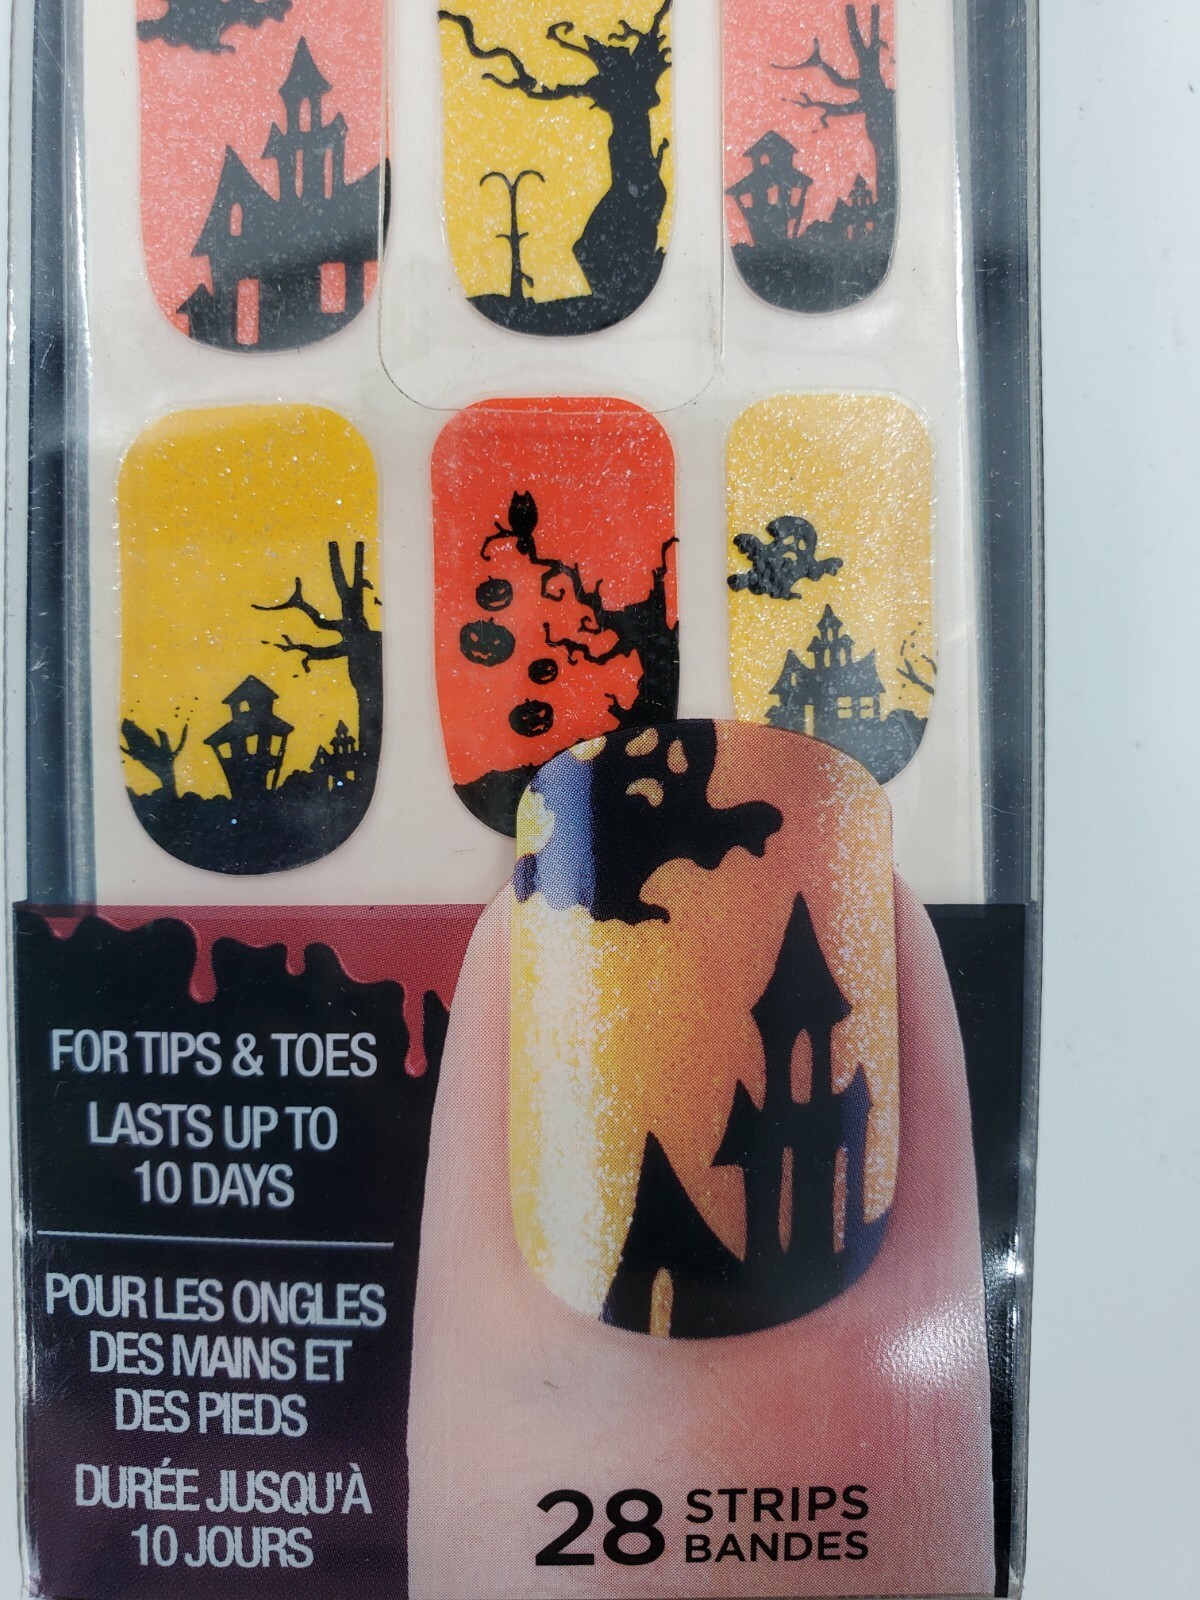 FOR TIPS & TOES
LASTS UP TO
10 DAYS
POUR LES ONGLES
DES MAINS ET
DES PIEDS
DURÉE JUSQU'À
10 JOURS
28 STRIPS
BANDES